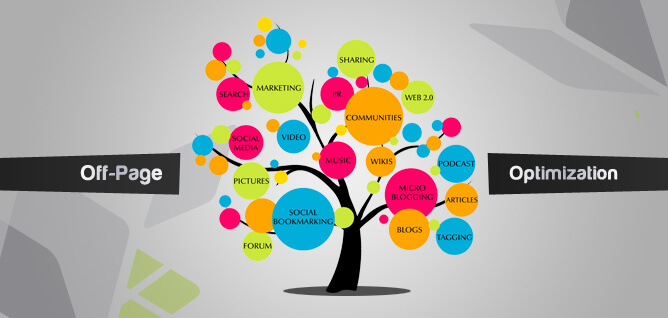 SHARING
MARKETING
SEARCH
PR
WEB 2.0
COMMUNITIES
SOCIAL
MEDIA
VIDEO
MUSIC
WIKIS
PODCAST
Off-Page
Optimization
PICTURES
MICRO
BLOGGING
ARTICLES
SOCIAL
BOOKMARKING
BLOGS
TAGGING
FORUM